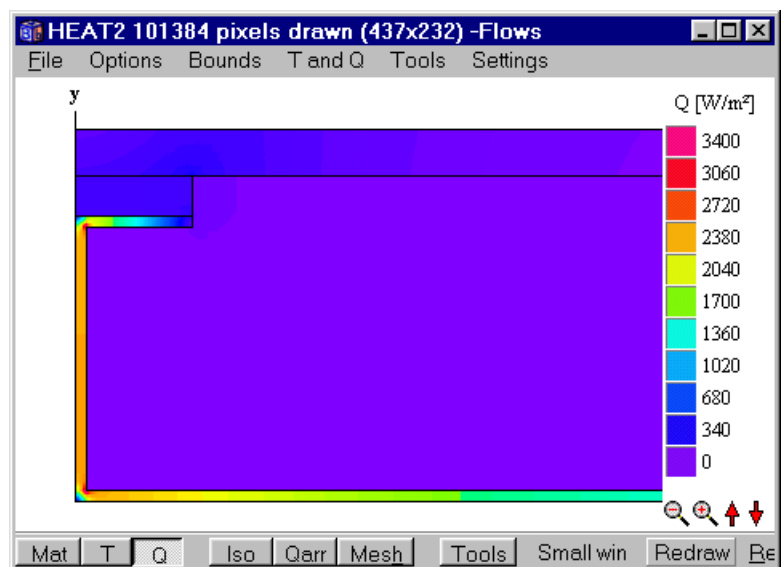 HEAT2 101384 pixels drawn (437x232) -Flows
File Options Bounds T and Q Tools Settings
y
Q [W/m²]
3400
3060
2720
2380
2040
1700
1360
1020
680
340
0
Mat T Q Iso Qarr Mesh Tools Small win Redraw Re